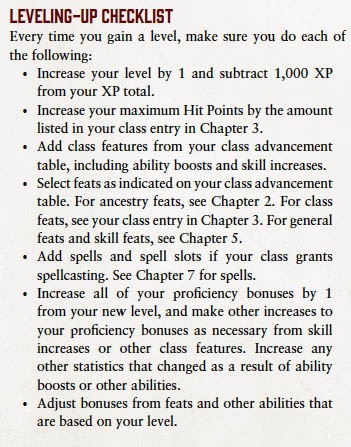 LEVELING-UP CHECKLIST
Every time you gain a level, make sure you do each of
the following:
• Increase your level by 1 and subtract 1,000 XP
from your XP total.
• Increase your maximum Hit Points by the amount
listed in your class entry in Chapter 3.
• Add class features from your class advancement
table, including ability boosts and skill increases.
• Select feats as indicated on your class advancement
table. For ancestry feats, see Chapter 2. For class
feats, see your class entry in Chapter 3. For general
feats and skill feats, see Chapter 5.
• Add spells and spell slots if your class grants
spellcasting. See Chapter 7 for spells.
• Increase all of your proficiency bonuses by 1
from your new level, and make other increases to
your proficiency bonuses as necessary from skill
increases or other class features. Increase any
other statistics that changed as a result of ability
boosts or other abilities.
• Adjust bonuses from feats and other abilities that
are based on your level.